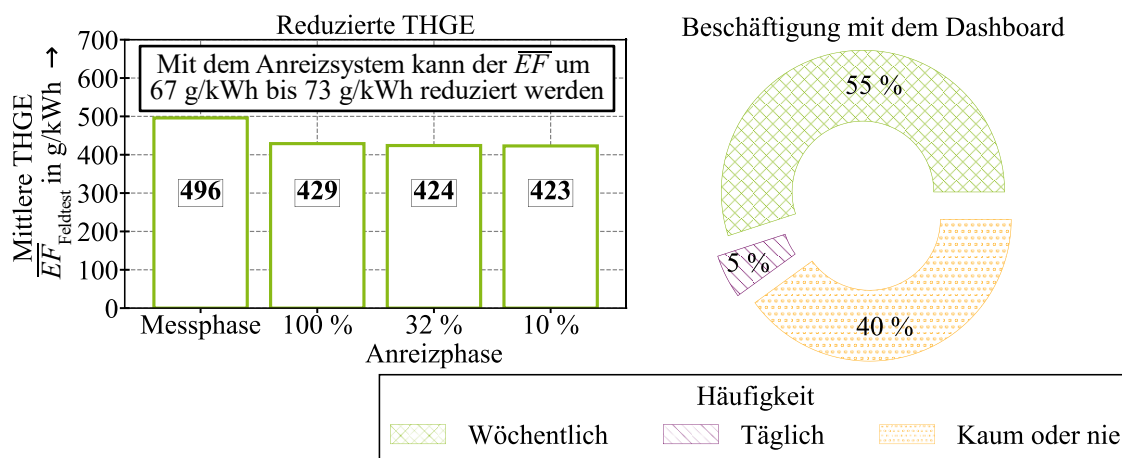 Reduzierte THGE
Mittlere THGE
EF Feldtest in g/kWh →
700
600
500
400
300
200
100
0
Mit dem Anreizsystem kann der EF um
67 g/kWh bis 73 g/kWh reduziert werden
496
429
424
423
Messphase
100 %
32 %
10 %
Anreizphase
Beschäftigung mit dem Dashboard
55 %
5 %
40 %
Häufigkeit
Wöchentlich
Täglich
Kaum oder nie